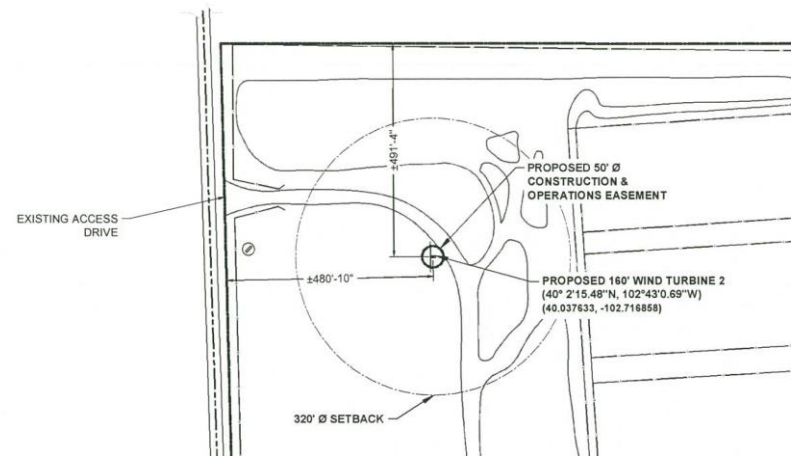 ±491'-4"
PROPOSED 50' Ø
CONSTRUCTION &
OPERATIONS EASEMENT
EXISTING ACCESS
DRIVE
±480'-10"
PROPOSED 160' WIND TURBINE 2
(40° 2'15.48"N, 102°43'0.69"W)
(40.037633, -102.716858)
320' Ø SETBACK